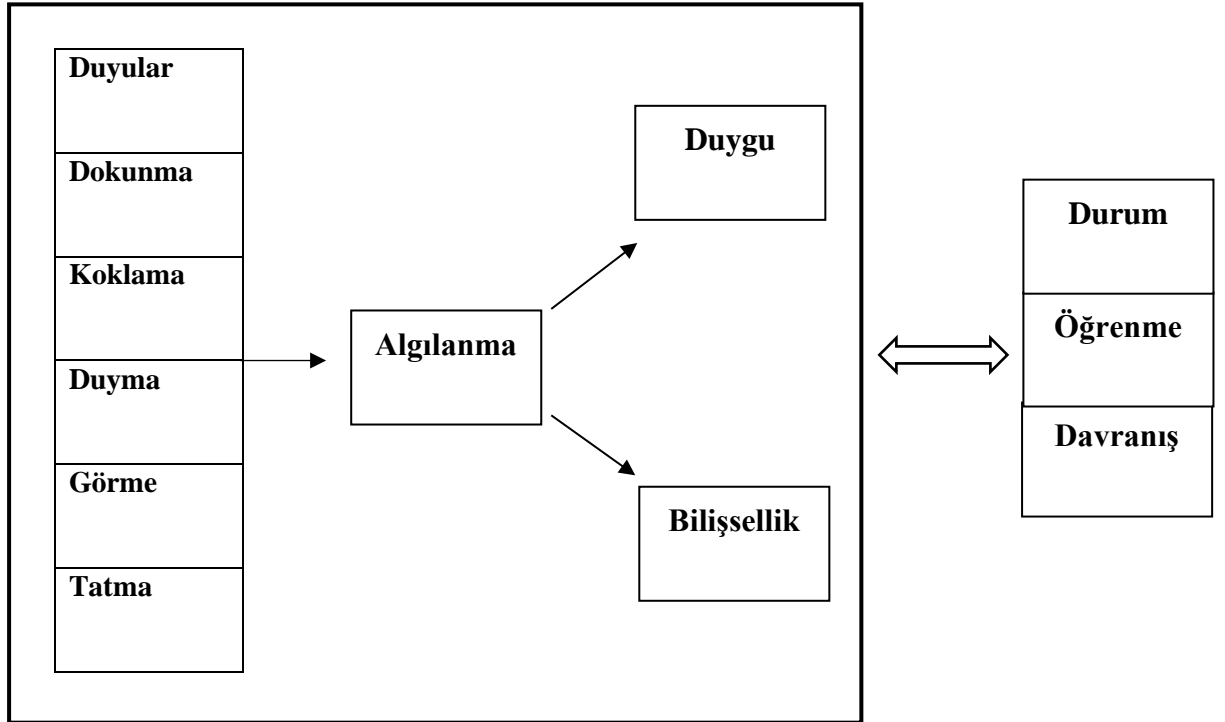 Duyular
Dokunma
Koklama
Duyma
Görme
Tatma
Algılanma
Duygu
Bilişsellik
Durum
Öğrenme
Davranış